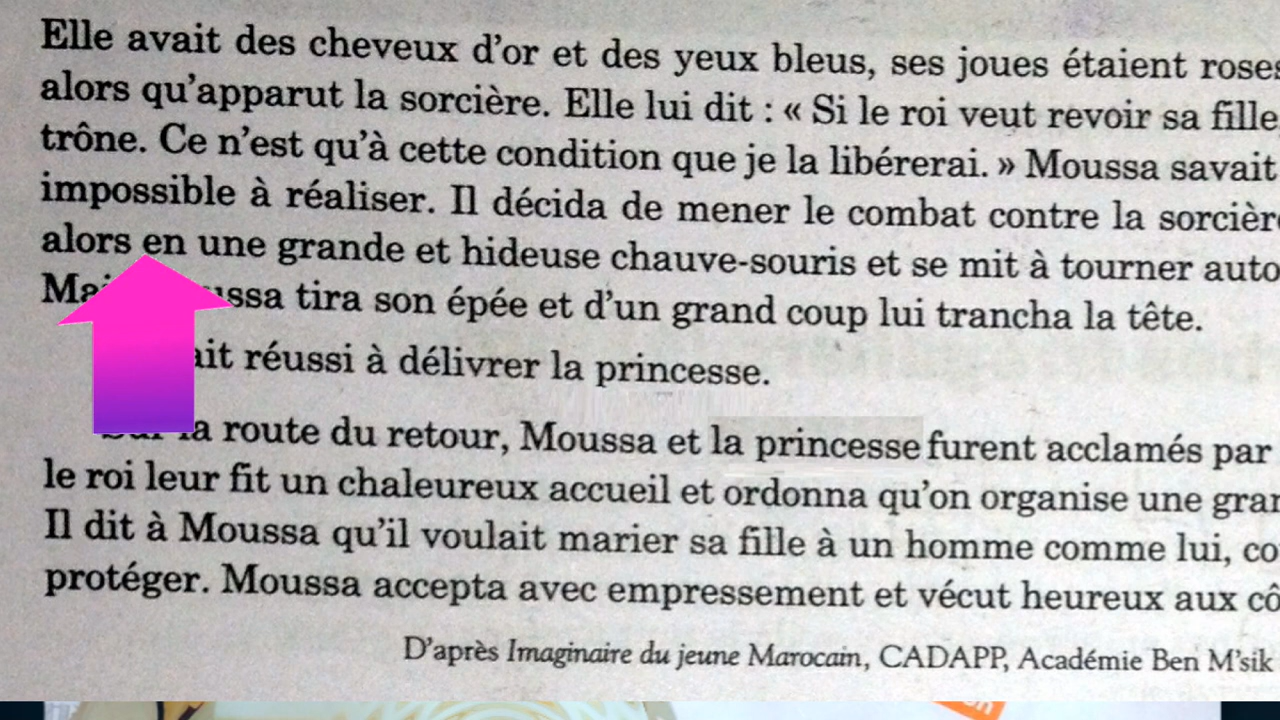 Elle avait des cheveux d'or et des yeux bleus, ses joues étaient roses
alors qu'apparut la sorcière. Elle lui dit : « Si le roi veut revoir sa fille
trône. Ce n'est qu'à cette condition que je la libérerai. » Moussa savait
impossible à réaliser. Il décida de mener le combat contre la sorcière
alors en une grande et hideuse chauve-souris et se mit à tourner auto
Ma ussa tira son épée et d'un grand coup lui trancha la tête.
ait réussi à délivrer la princesse.
la route du retour, Moussa et la princesse furent acclamés par
le roi leur fit un chaleureux accueil et ordonna qu'on organise une gran
Il dit à Moussa qu'il voulait marier sa fille à un homme comme lui, co
protéger. Moussa accepta avec empressement et vécut heureux aux cô
D'après Imaginaire du jeune Marocain, CADAPP, Académie Ben M'sik